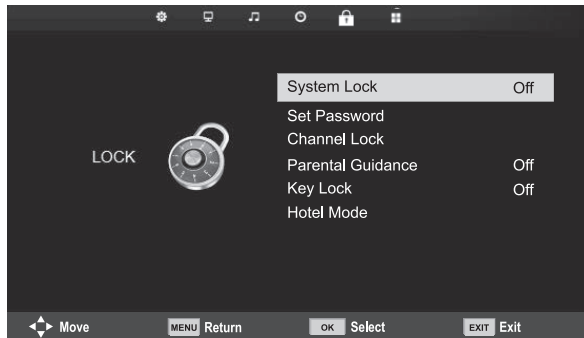 LOCK
System Lock Off
Set Password
Channel Lock
Parental Guidance Off
Key Lock Off
Hotel Mode
Move MENU Return OK Select EXIT Exit